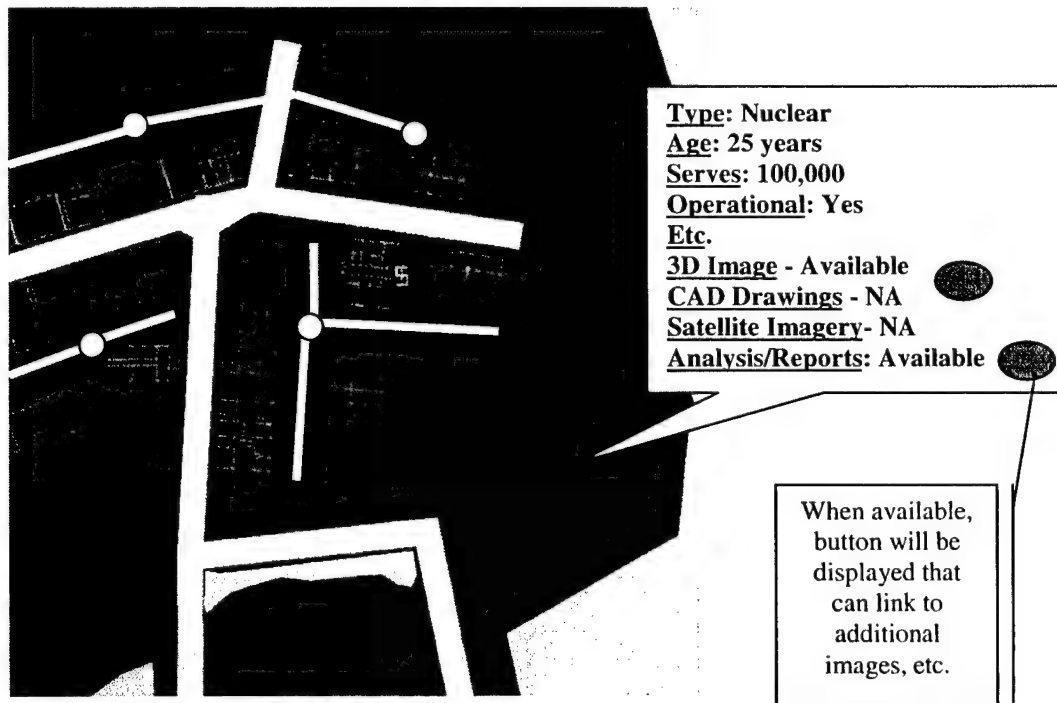 Type: Nuclear
Age: 25 years
Serves: 100,000
Operational: Yes
Etc.
3D Image - Available
CAD Drawings - NA
Satellite Imagery- NA
Analysis/Reports: Available
When available,
button will be
displayed that
can link to
additional
images, etc.